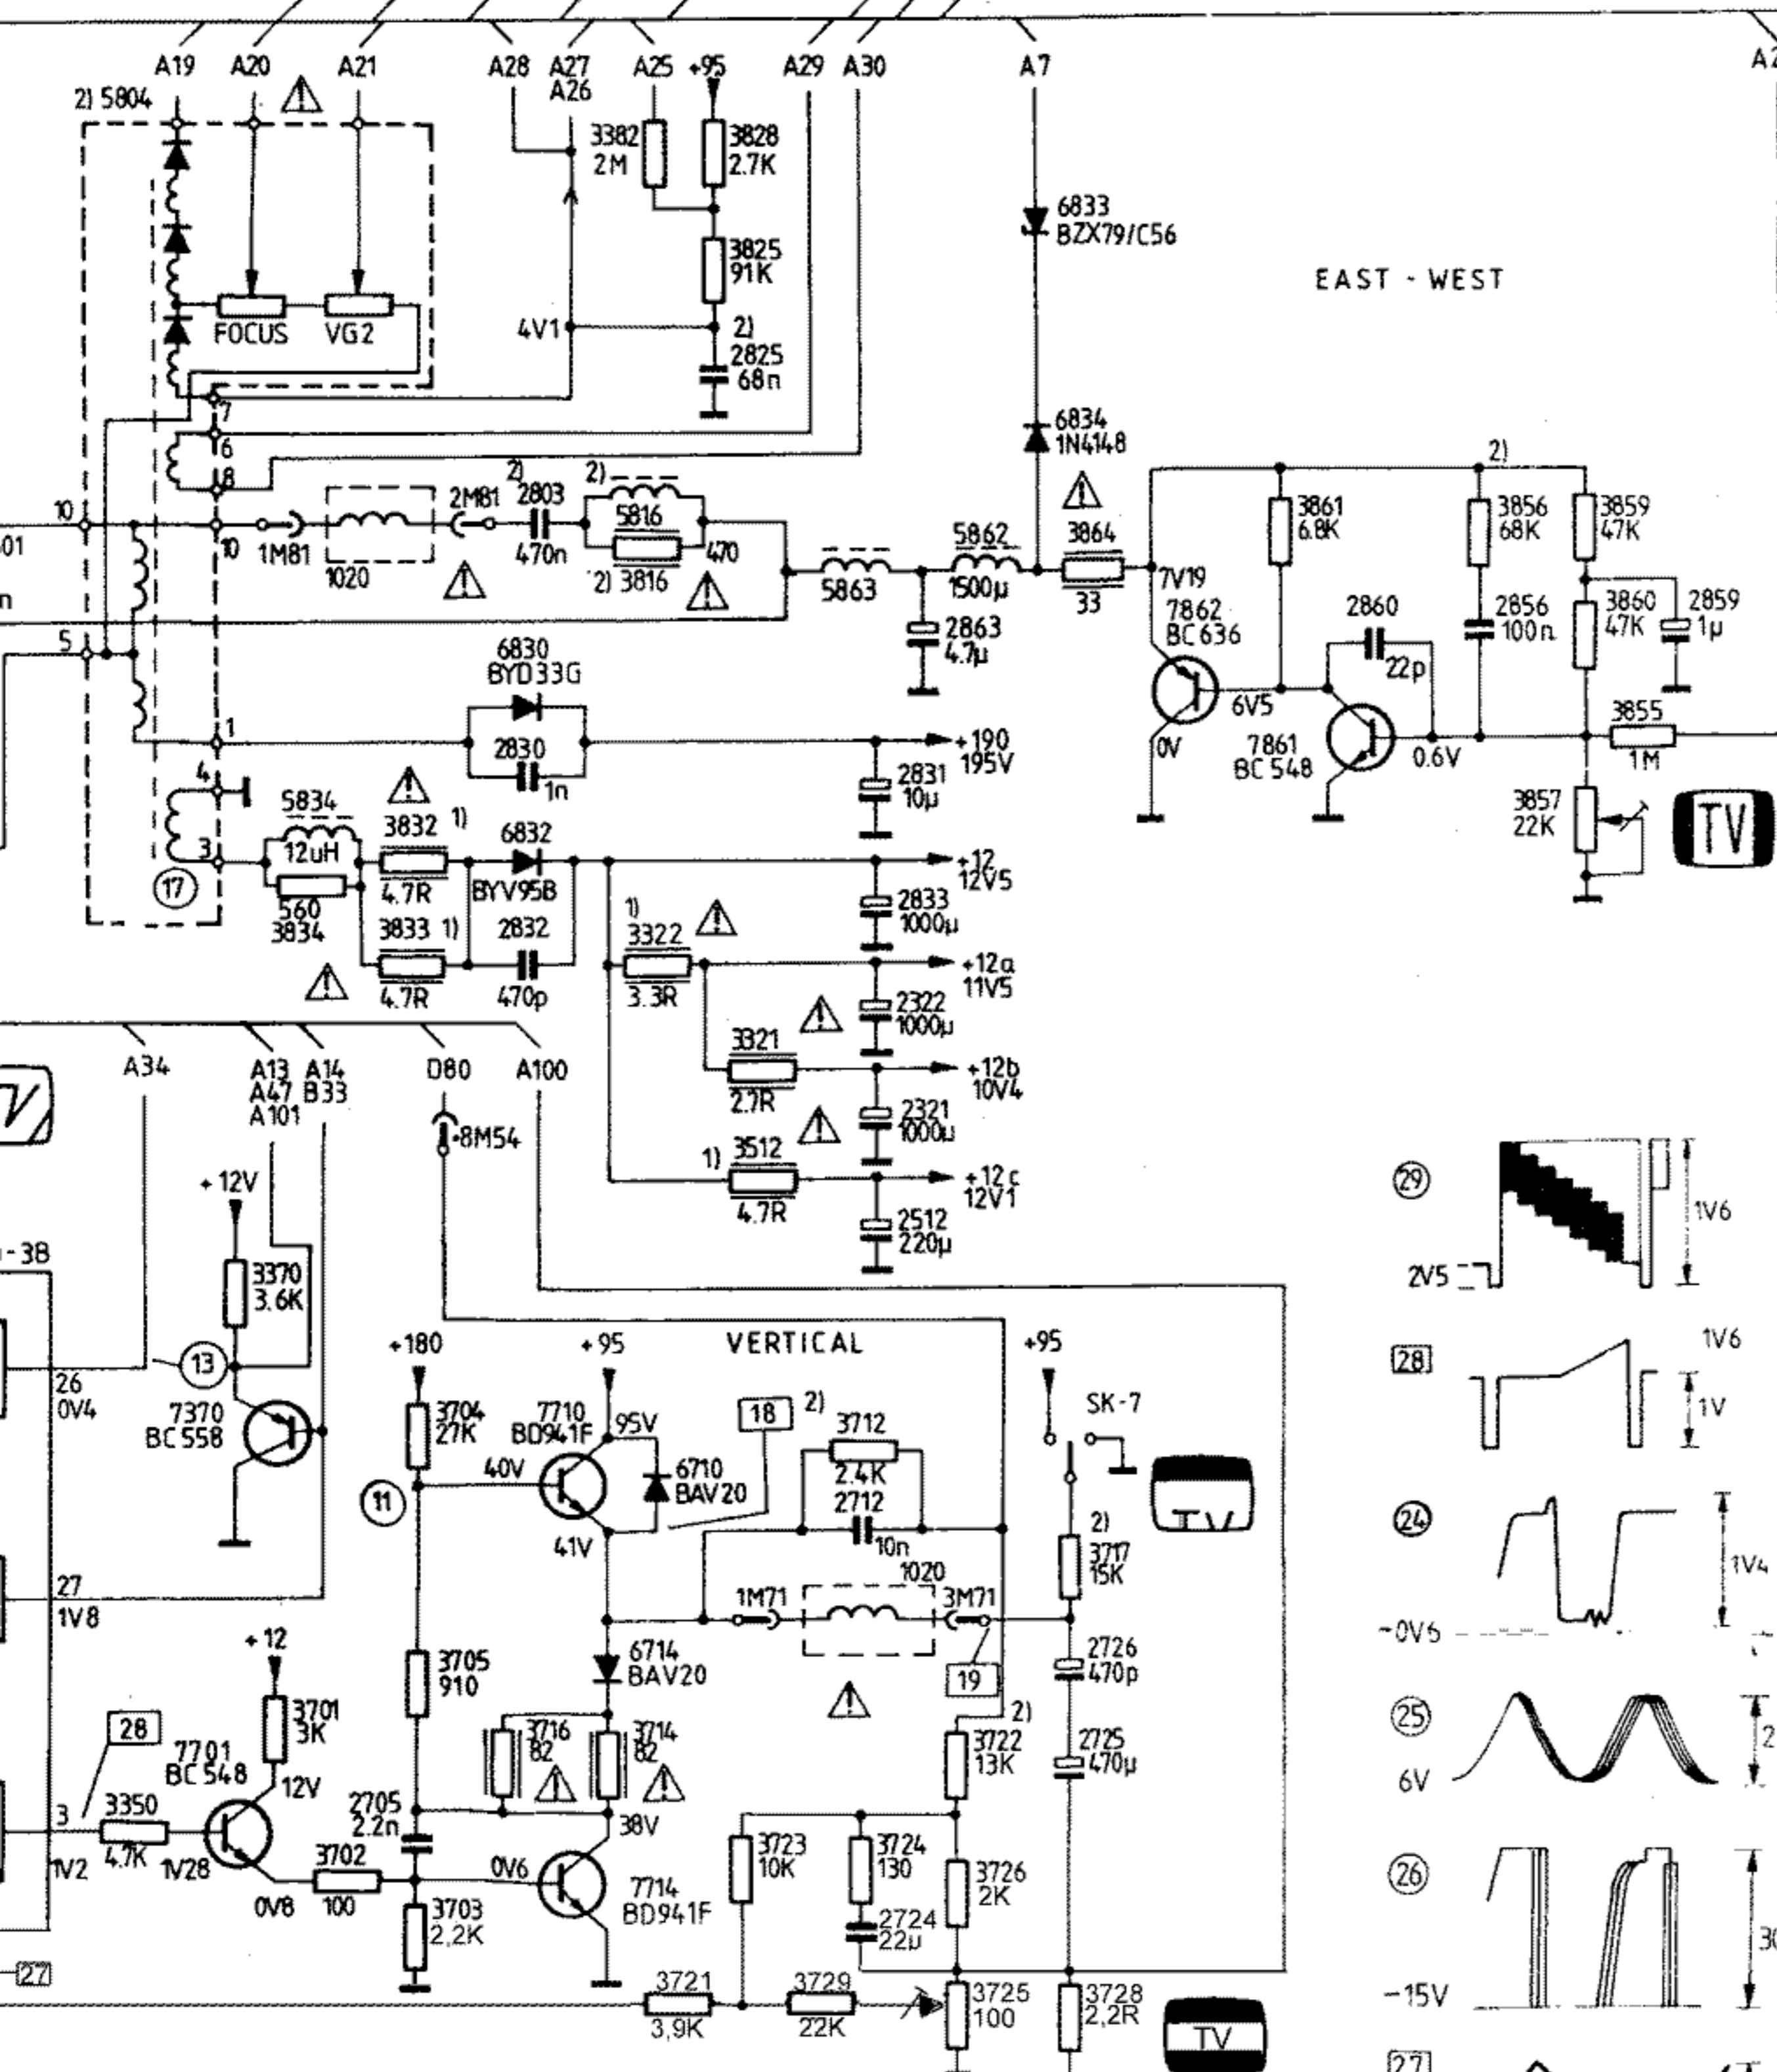 A19 A20 A21 A28 A27 A25 +95 A29 A30 A7
A26
2) 5804
3382 2M
3828 2.7K
3825 91K
FOCUS VG2
4V1
2) 2825 68n
6833 BZX79/C56
EAST - WEST
7
6
8
6834 1N4148
10
10
1M81
1020
2M81
2) 2803 470n
2) 5816
470
2) 3816
5863
5862 1500µ
3864 33
2863 4.7µ
7V19
7862 BC636
0V
3861 6.8K
6V5
2860 22p
7861 BC548
0.6V
2)
3856 68K
2856 100n
3859 47K
3860 47K
2859 1µ
3855 1M
3857 22K
TV
5
6830 BYD33G
1
2830 1n
+190 195V
2831 10µ
4
3
17
5834 12uH
560 3834
3832 1) 4.7R
3833 1) 4.7R
6832 BYV95B
2832 470p
+12 12V5
2833 1000µ
1) 3322 3.3R
+12a 11V5
2322 1000µ
3321 2.7R
+12b 10V4
2321 1000µ
1) 3512 4.7R
+12c 12V1
2512 220µ
A34 A13 A14 D80 A100
A47 B33
A101
8M54
+12V
-3B
3370 3.6K
13
26 0V4
7370 BC558
27 1V8
+180
+95
VERTICAL
+95
3704 27K
7710 BD941F
95V
40V
11
41V
6710 BAV20
18
2)
3712 2.4K
2712 10n
SK-7
TV
2) 3717 15K
1M71
1020
3M71
19
+12
3701 3K
28
7701 BC548
12V
3 1V2
3350 4.7K
1V28
0V8
3702 100
3705 910
2705 2.2n
3703 2,2K
6714 BAV20
3716 82
3714 82
38V
0V6
7714 BD941F
2726 470p
2725 470µ
2)
3722 13K
3723 10K
3724 130
2724 22µ
3726 2K
27
3721 3,9K
3729 22K
3725 100
3728 2,2R
TV
29
1V6
2V5
28
1V6
1V
24
1V4
-0V6
25
6V
26
-15V
27